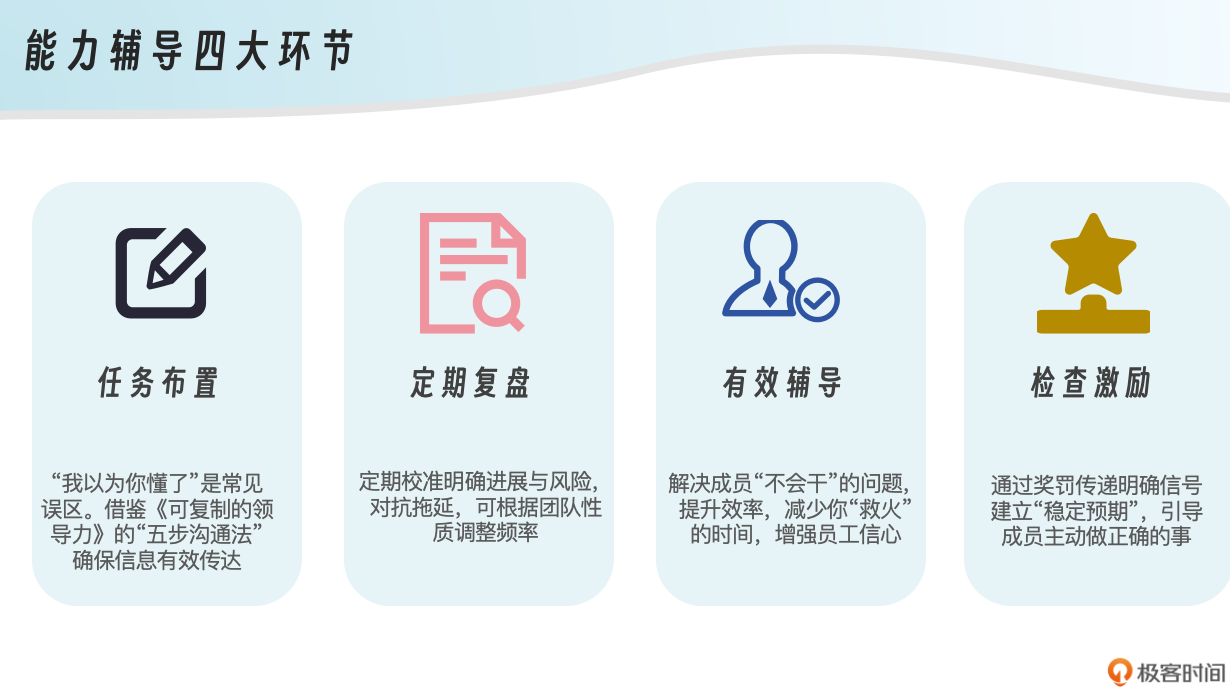 能力辅导四大环节
任务布置
“我以为你懂了”是常见
误区。借鉴《可复制的领
导力》的“五步沟通法”
确保信息有效传达
定期复盘
定期校准明确进展与风险，
对抗拖延，可根据团队性
质调整频率
有效辅导
解决成员“不会干”的问题，
提升效率，减少你“救火”
的时间，增强员工信心
检查激励
通过奖罚传递明确信号
建立“稳定预期”，引导
成员主动做正确的事
极客时间